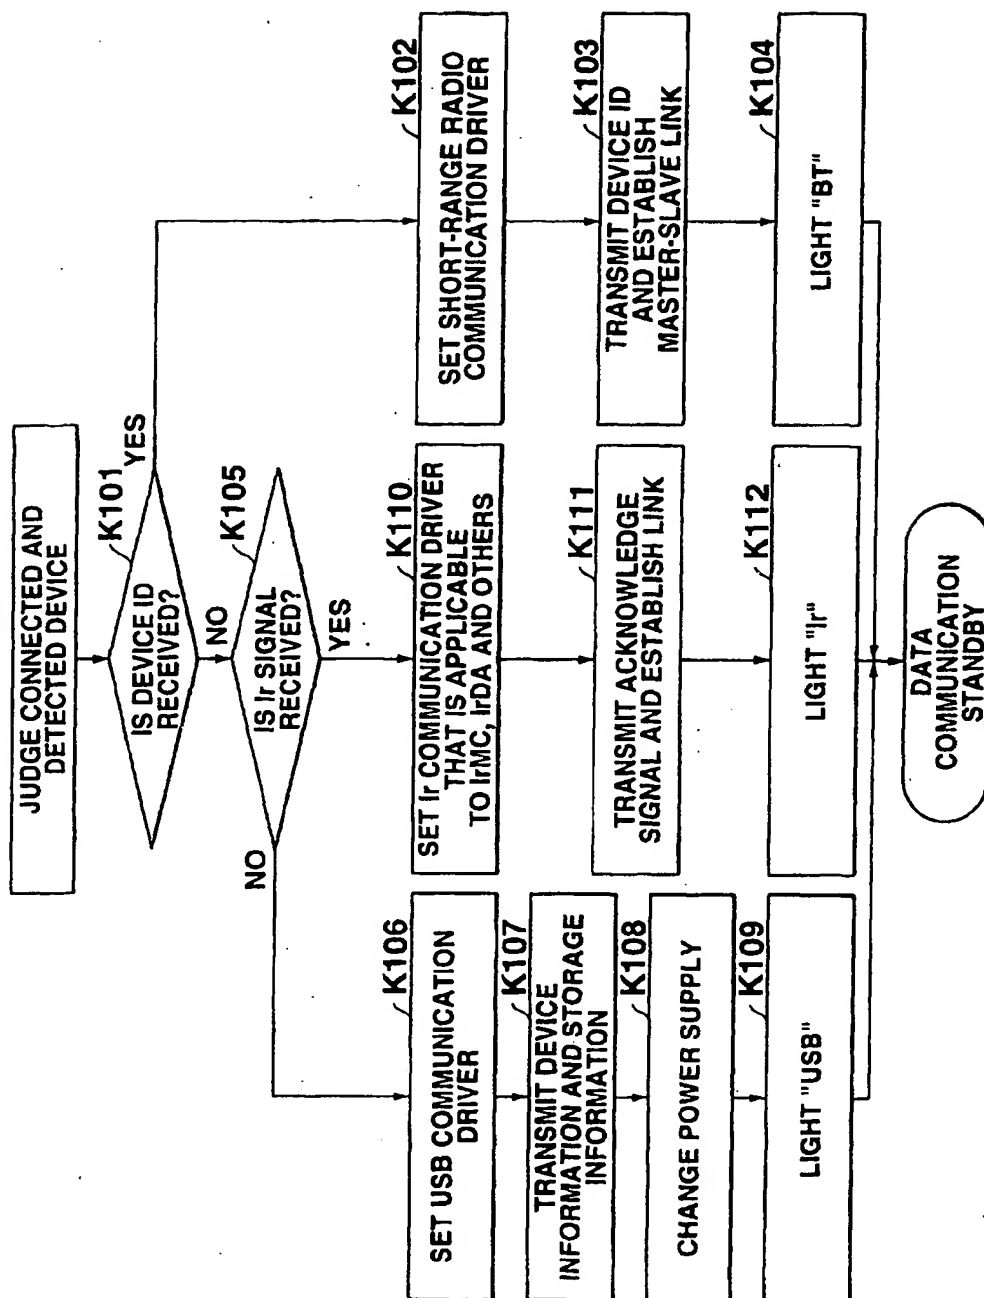 JUDGE CONNECTED AND
DETECTED DEVICE
K101
IS DEVICE ID
RECEIVED?
YES
NO
K105
IS Ir SIGNAL
RECEIVED?
NO
YES
K106
SET USB COMMUNICATION
DRIVER
K107
TRANSMIT DEVICE
INFORMATION AND STORAGE
INFORMATION
K108
CHANGE POWER SUPPLY
K109
LIGHT "USB"
K110
SET Ir COMMUNICATION DRIVER
THAT IS APPLICABLE
TO IrMC, IrDA AND OTHERS
K111
TRANSMIT ACKNOWLEDGE
SIGNAL AND ESTABLISH LINK
K112
LIGHT "Ir"
K102
SET SHORT-RANGE RADIO
COMMUNICATION DRIVER
K103
TRANSMIT DEVICE ID
AND ESTABLISH
MASTER-SLAVE LINK
K104
LIGHT "BT"
DATA
COMMUNICATION
STANDBY